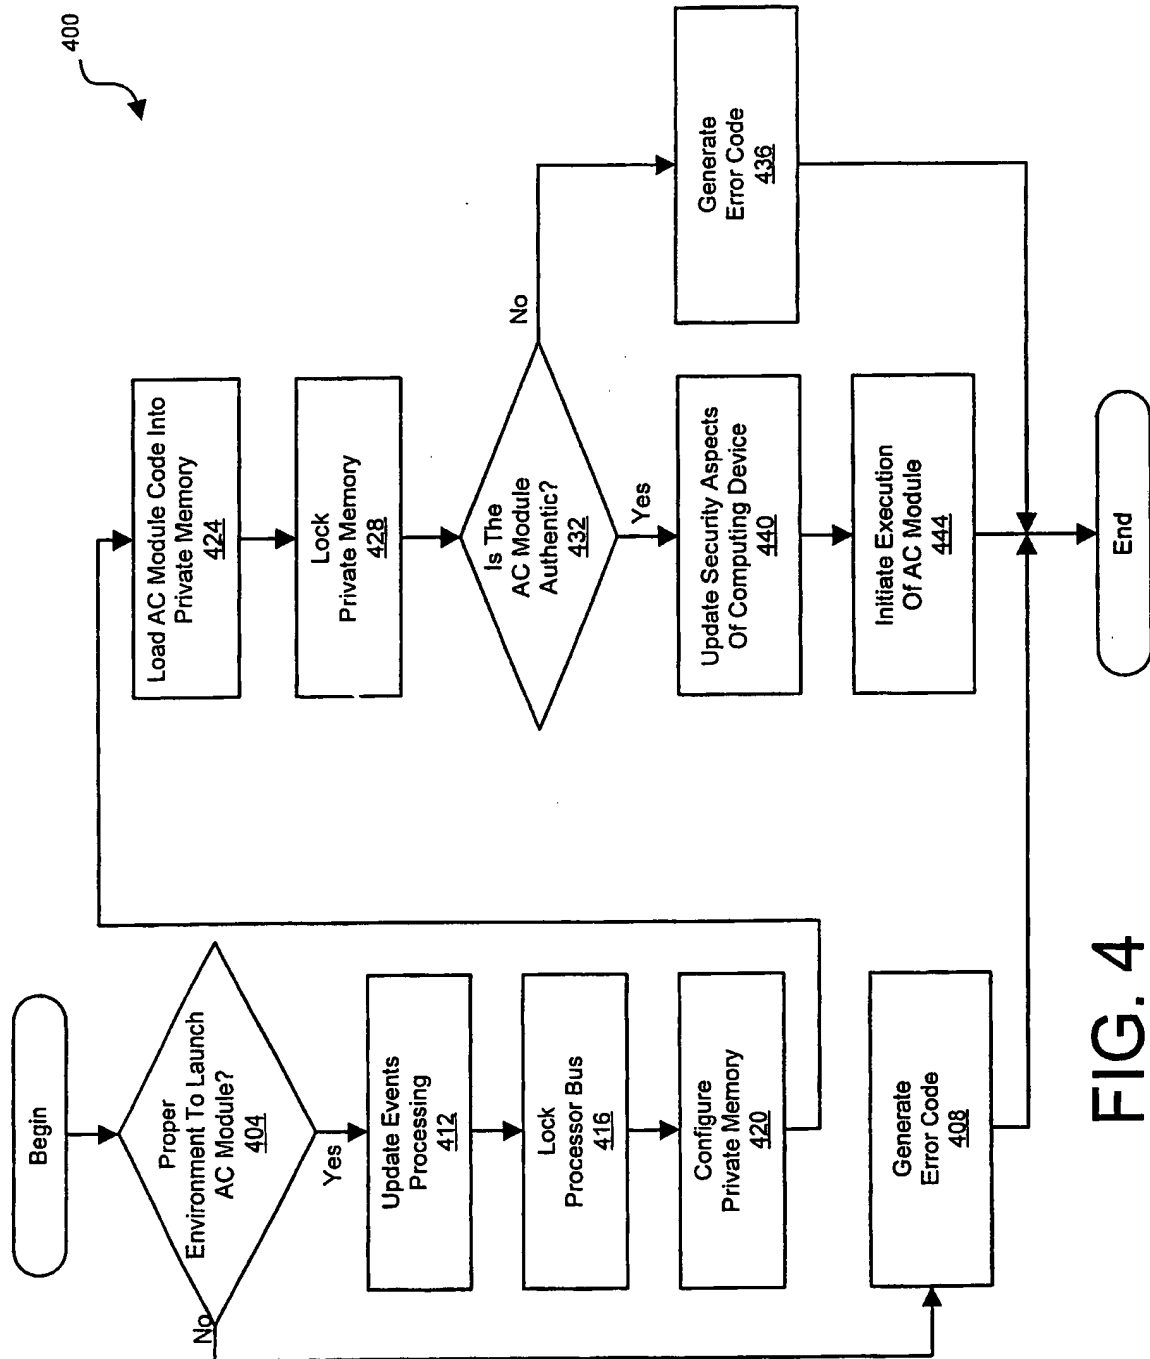 400
Begin
Proper
Environment To Launch
AC Module?
404
No
Yes
Update Events
Processing
412
Lock
Processor Bus
416
Configure
Private Memory
420
Generate
Error Code
408
Load AC Module Code Into
Private Memory
424
Lock
Private Memory
428
Is The
AC Module
Authentic?
432
No
Yes
Generate
Error Code
436
Update Security Aspects
Of Computing Device
440
Initiate Execution
Of AC Module
444
End
FIG. 4